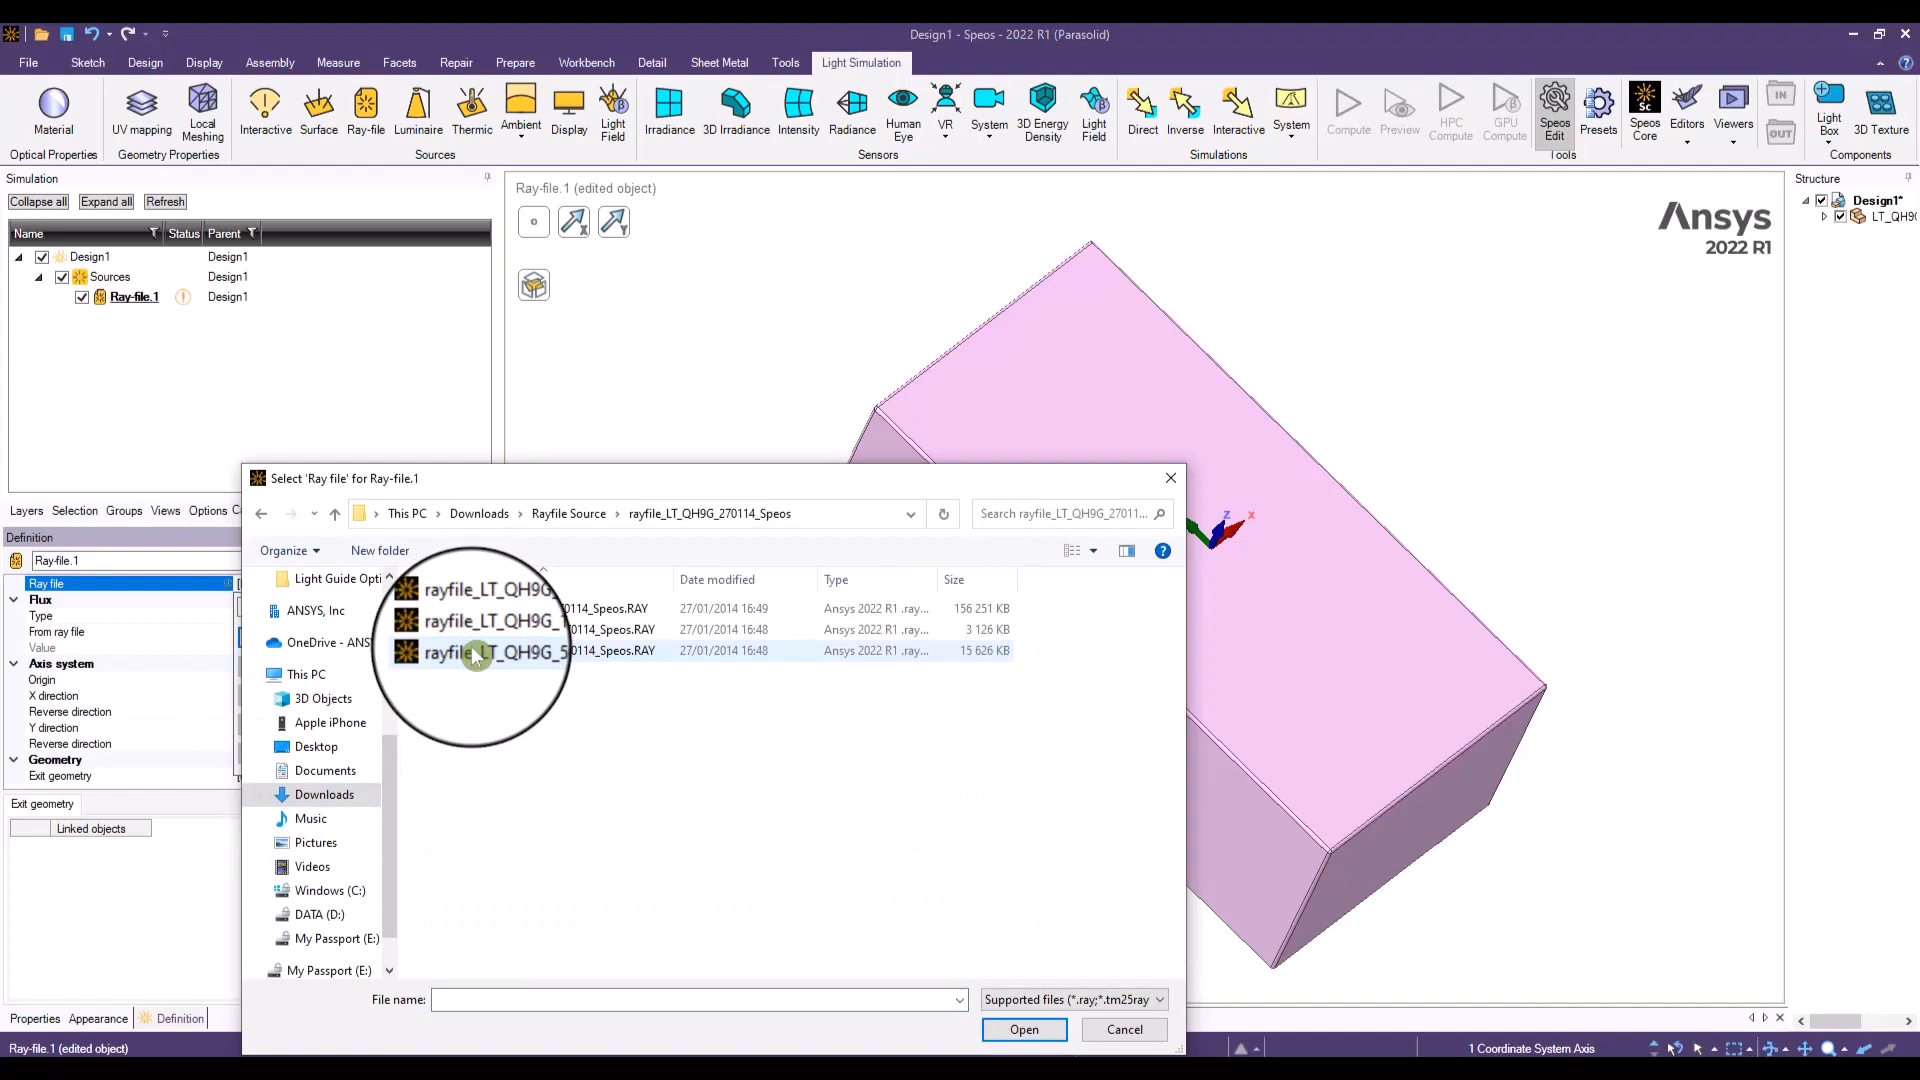 Design1 - Speos - 2022 R1 (Parasolid)
File Sketch Design Display Assembly Measure Facets Repair Prepare Workbench Detail Sheet Metal Tools Light Simulation
Material
UV mapping
Local Meshing
Interactive
Surface
Ray-file
Luminaire
Thermic
Ambient
Display
Light Field
Irradiance
3D Irradiance
Intensity
Radiance
Human Eye
VR
System
3D Energy Density
Light Field
Direct
Inverse
Interactive
System
Compute
Preview
HPC Compute
GPU Compute
Speos Edit
Presets
Sc
Speos Core
Editors
Viewers
IN
OUT
Light Box
3D Texture
Optical Properties Geometry Properties Sources Sensors Simulations Tools Components
Simulation
Collapse all Expand all Refresh
Name Status Parent
Design1 Design1
Sources Design1
Ray-file.1 Design1
Ray-file.1 (edited object)
Ansys
2022 R1
Structure
Design1*
Z X
Layers Selection Groups Views Options
Definition
Ray-file.1
Ray file
Flux
Type
From ray file
Value
Axis system
Origin
X direction
Reverse direction
Y direction
Reverse direction
Geometry
Exit geometry
Exit geometry
Linked objects
Properties Appearance Definition
Select 'Ray file' for Ray-file.1
This PC > Downloads > Rayfile Source > rayfile_LT_QH9G_270114_Speos
Search rayfile_LT_QH9G_27011...
Organize New folder
Date modified Type Size
rayfile_LT_QH9G_ 0114_Speos.RAY 27/01/2014 16:49 Ansys 2022 R1 .ray... 156 251 KB
rayfile_LT_QH9G_1 0114_Speos.RAY 27/01/2014 16:48 Ansys 2022 R1 .ray... 3 126 KB
rayfile_LT_QH9G_5 0114_Speos.RAY 27/01/2014 16:48 Ansys 2022 R1 .ray... 15 626 KB
Light Guide Opti
ANSYS, Inc
OneDrive - ANSY
This PC
3D Objects
Apple iPhone
Desktop
Documents
Downloads
Music
Pictures
Videos
Windows (C:)
DATA (D:)
My Passport (E:)
My Passport (E:)
File name:
Supported files (*.ray;*.tm25ray
Open Cancel
Ray-file.1 (edited object)
1 Coordinate System Axis